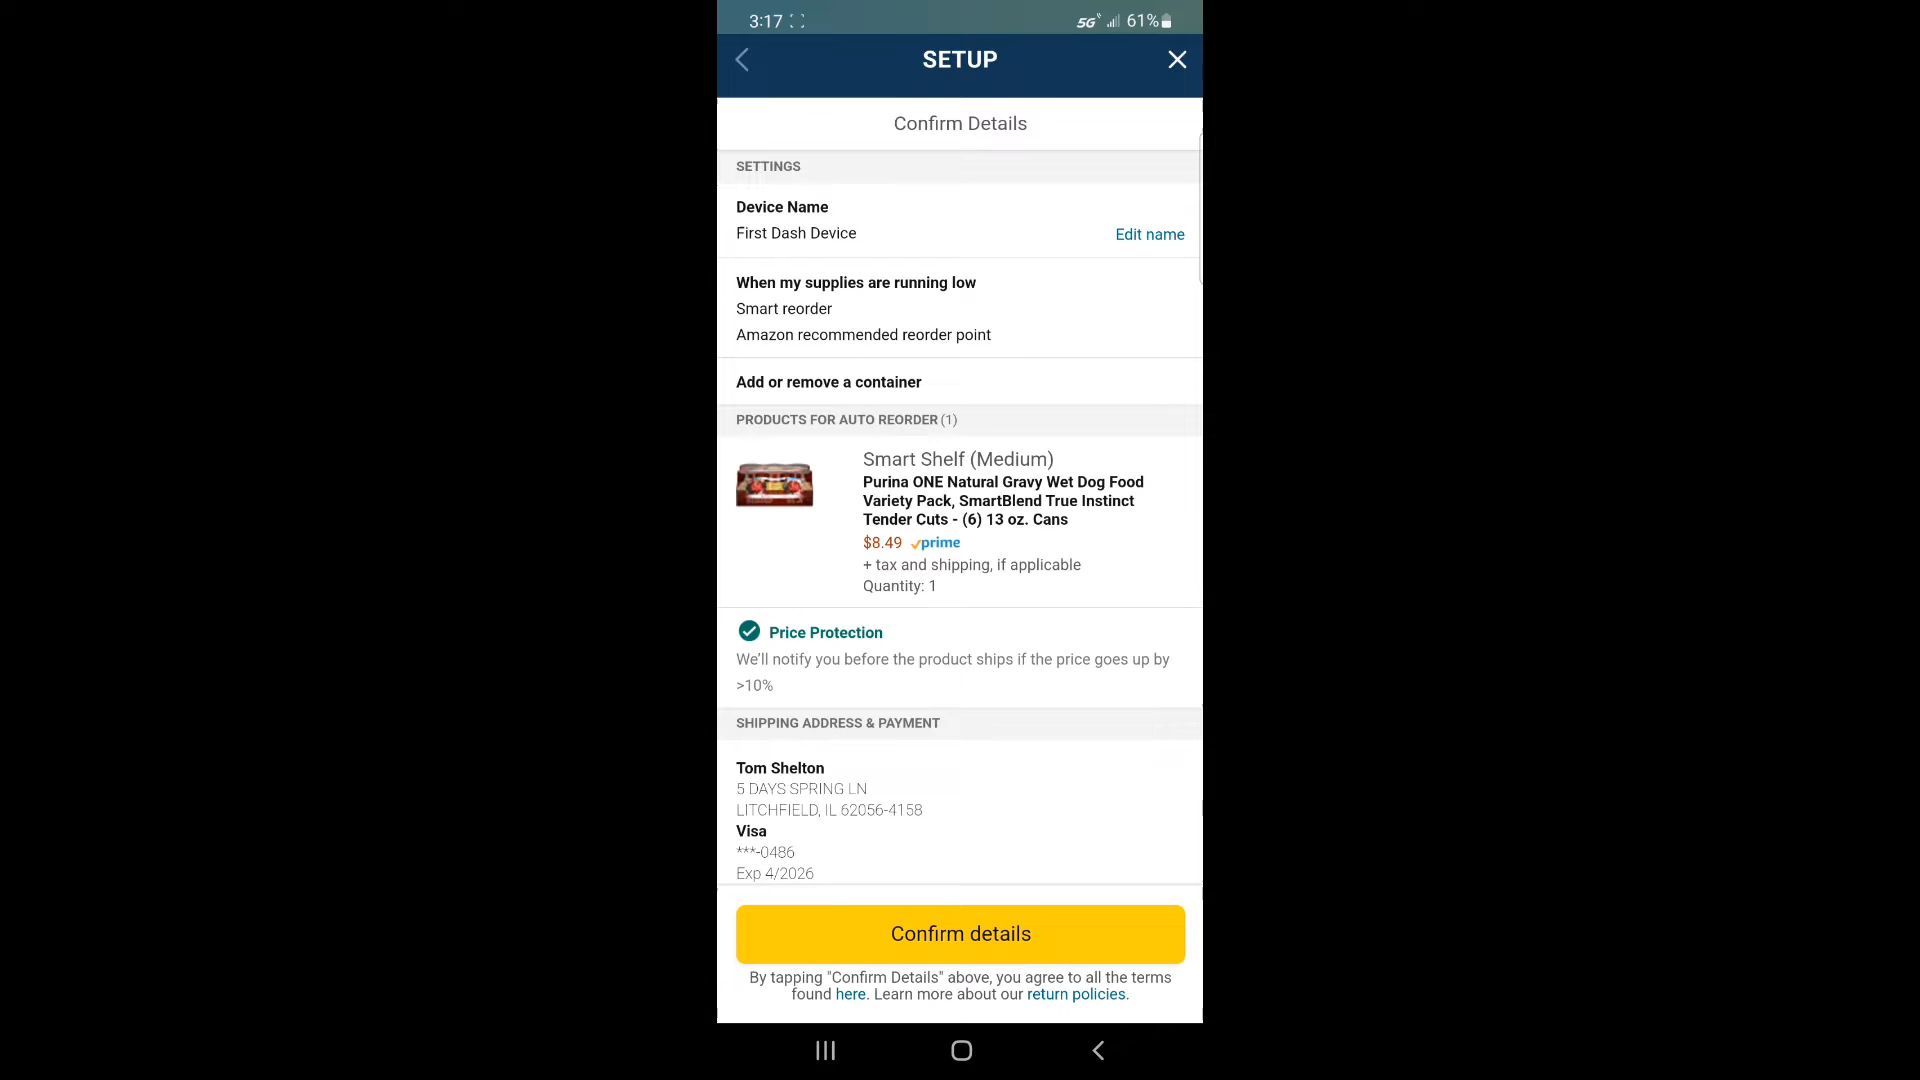 3:17
5G 61%
SETUP
Confirm Details
SETTINGS
Device Name
First Dash Device
Edit name
When my supplies are running low
Smart reorder
Amazon recommended reorder point
Add or remove a container
PRODUCTS FOR AUTO REORDER (1)
Smart Shelf (Medium)
Purina ONE Natural Gravy Wet Dog Food
Variety Pack, SmartBlend True Instinct
Tender Cuts - (6) 13 oz. Cans
$8.49 prime
+ tax and shipping, if applicable
Quantity: 1
Price Protection
We'll notify you before the product ships if the price goes up by
>10%
SHIPPING ADDRESS & PAYMENT
Tom Shelton
5 DAYS SPRING LN
LITCHFIELD, IL 62056-4158
Visa
***-0486
Exp 4/2026
Confirm details
By tapping "Confirm Details" above, you agree to all the terms
found here. Learn more about our return policies.